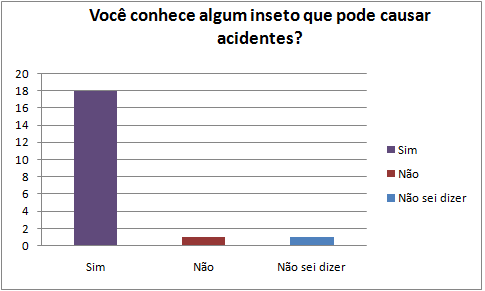 Você conhece algum inseto que pode causar
acidentes?
20
18
16
14
12
10
8
6
4
2
0
Sim
Não
Não sei dizer
Sim
Não
Não sei dizer